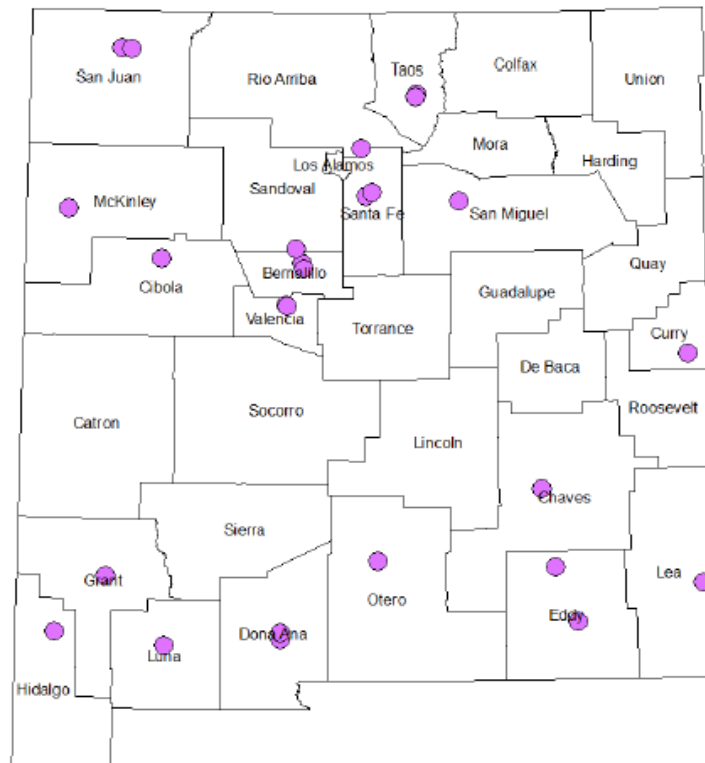 San Juan
Rio Arriba
Taos
Colfax
Union
Mora
Harding
Los Alamos
Sandoval
McKinley
Santa Fe
San Miguel
Quay
Bernalillo
Cibola
Guadalupe
Valencia
Torrance
Curry
De Baca
Roosevelt
Socorro
Catron
Lincoln
Chaves
Sierra
Grant
Lea
Otero
Eddy
Dona Ana
Luna
Hidalgo